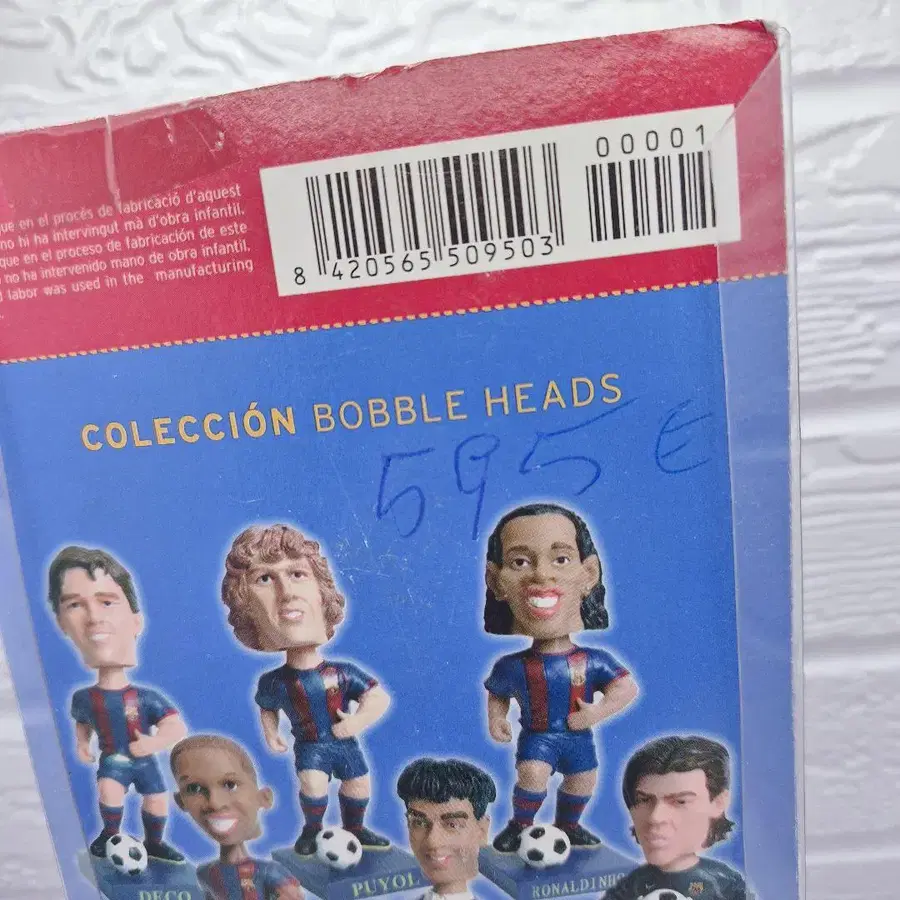 que en el procés de fabricació d'aquest
no hi ha intervingut mà d'obra infantil.
que en el proceso de fabricación de este
no ha intervenido mano de obra infantil.
labor was used in the manufacturing
00001
8 420565 509503
COLECCIÓN BOBBLE HEADS
595 €
DECO
PUYOL
RONALDINHO